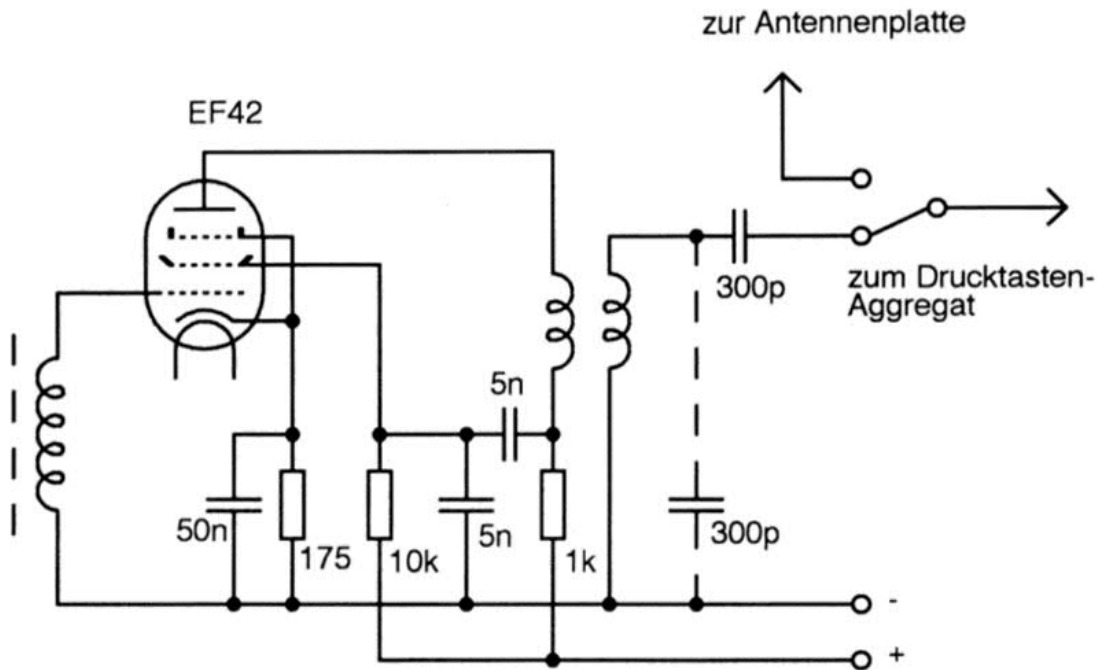 zur Antennenplatte
EF42
300p
zum Drucktasten-
Aggregat
5n
50n
175
10k
5n
1k
300p
-
+